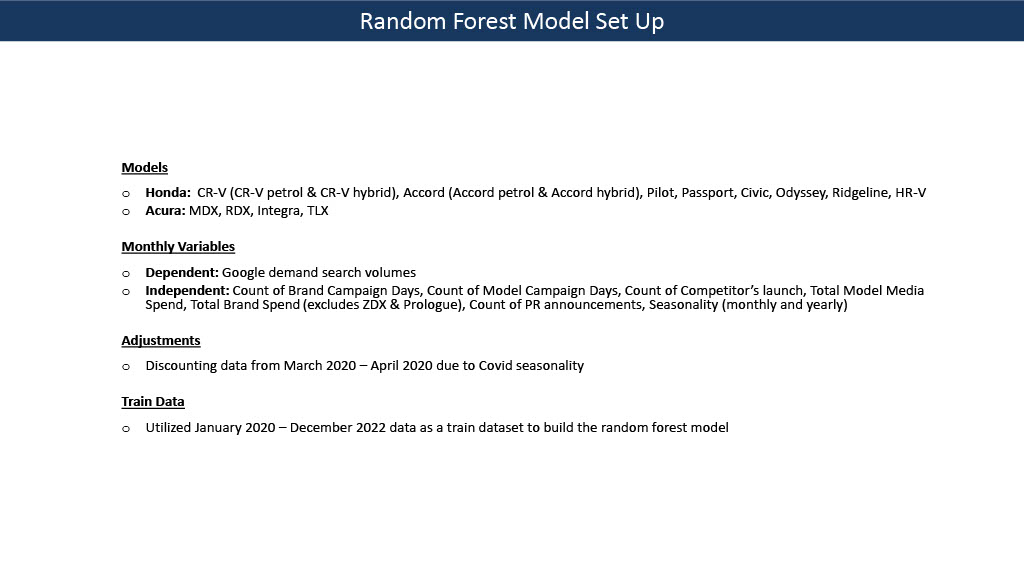 Random Forest Model Set Up
Models
o Honda: CR-V (CR-V petrol & CR-V hybrid), Accord (Accord petrol & Accord hybrid), Pilot, Passport, Civic, Odyssey, Ridgeline, HR-V
o Acura: MDX, RDX, Integra, TLX
Monthly Variables
o Dependent: Google demand search volumes
o Independent: Count of Brand Campaign Days, Count of Model Campaign Days, Count of Competitor’s launch, Total Model Media
Spend, Total Brand Spend (excludes ZDX & Prologue), Count of PR announcements, Seasonality (monthly and yearly)
Adjustments
o Discounting data from March 2020 – April 2020 due to Covid seasonality
Train Data
o Utilized January 2020 – December 2022 data as a train dataset to build the random forest model